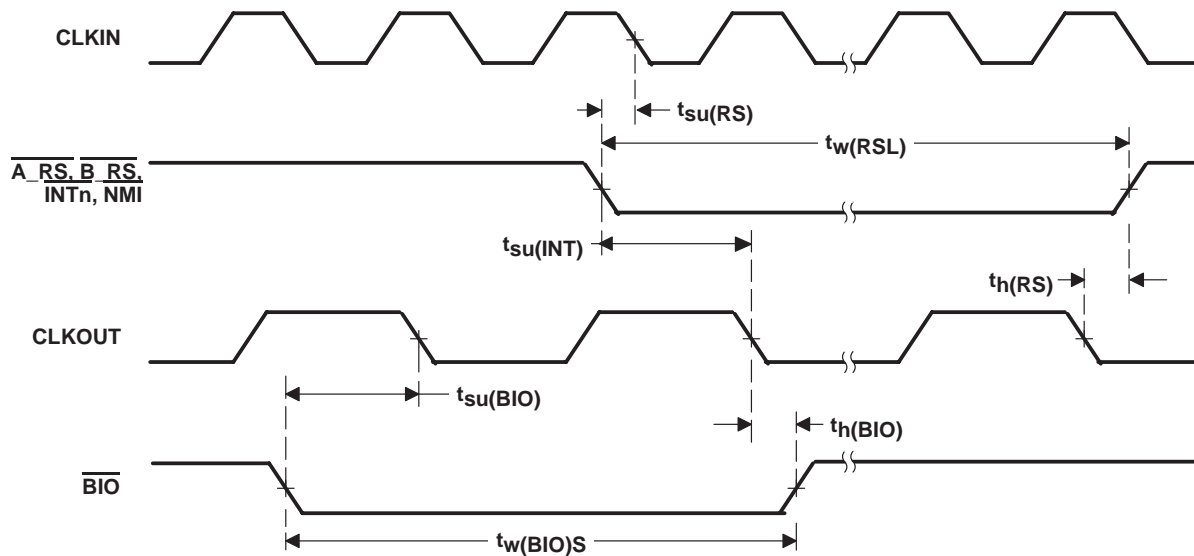 CLKIN
tsu(RS)
tw(RSL)
A_RS, B_RS,
INTn, NMI
tsu(INT)
th(RS)
CLKOUT
tsu(BIO)
th(BIO)
BIO
tw(BIO)S